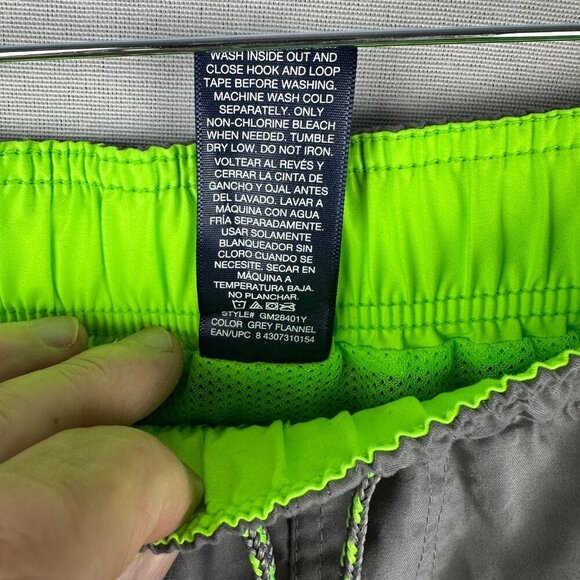 WASH INSIDE OUT AND
CLOSE HOOK AND LOOP
TAPE BEFORE WASHING.
MACHINE WASH COLD
SEPARATELY. ONLY
NON-CHLORINE BLEACH
WHEN NEEDED. TUMBLE
DRY LOW. DO NOT IRON.
VOLTEAR AL REVÉS Y
CERRAR LA CINTA DE
GANCHO Y OJAL ANTES
DEL LAVADO. LAVAR A
MÁQUINA CON AGUA
FRÍA SEPARADAMENTE.
USAR SOLAMENTE
BLANQUEADOR SIN
CLORO CUANDO SE
NECESITE. SECAR EN
MÁQUINA A
TEMPERATURA BAJA.
NO PLANCHAR.
STYLE# GM28401Y
COLOR GREY FLANNEL
EAN/UPC 8 4307310154